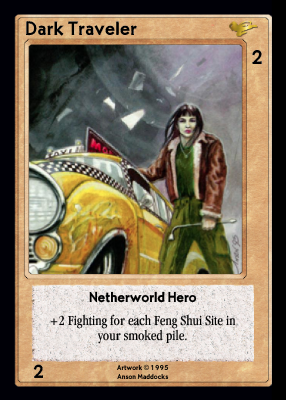 Dark Traveler
2
Netherworld Hero
+2 Fighting for each Feng Shui Site in
your smoked pile.
2
Artwork © 1995
Anson Maddocks